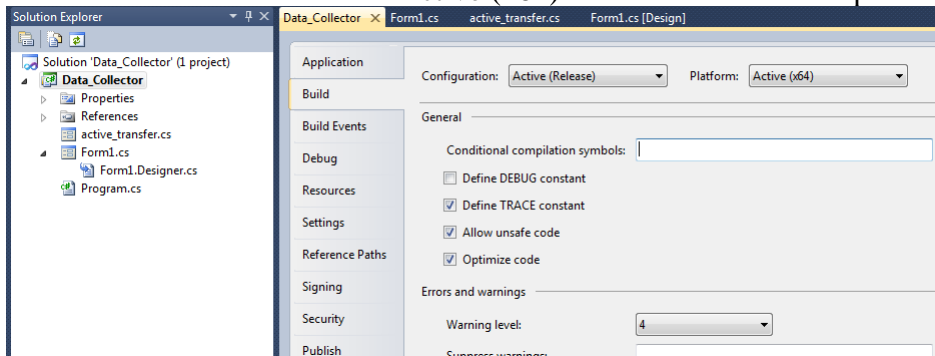 Solution Explorer
Data_Collector Form1.cs active_transfer.cs Form1.cs [Design]
Solution 'Data_Collector' (1 project)
Data_Collector
Properties
References
active_transfer.cs
Form1.cs
Form1.Designer.cs
Program.cs
Application
Build
Build Events
Debug
Resources
Settings
Reference Paths
Signing
Security
Publish
Configuration: Active (Release) Platform: Active (x64)
General
Conditional compilation symbols:
Define DEBUG constant
Define TRACE constant
Allow unsafe code
Optimize code
Errors and warnings
Warning level: 4
Suppress warnings: